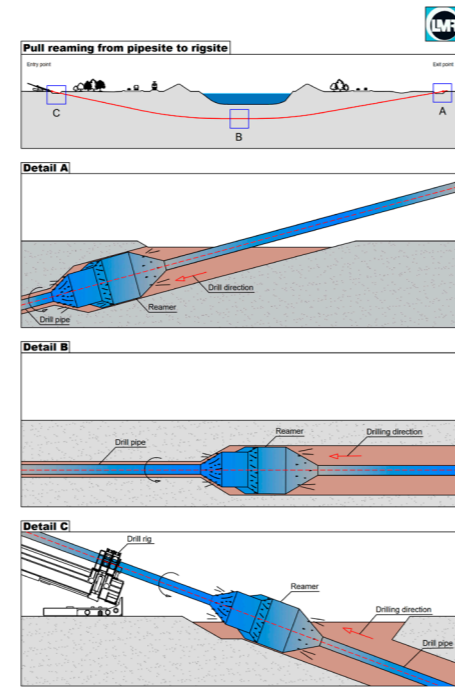 LMR
Pull reaming from pipesite to rigsite
Entry point
Exit point
C
B
A
Detail A
Drill direction
Reamer
Drill pipe
Detail B
Reamer
Drilling direction
Drill pipe
Detail C
Drill rig
Reamer
Drilling direction
Drill pipe